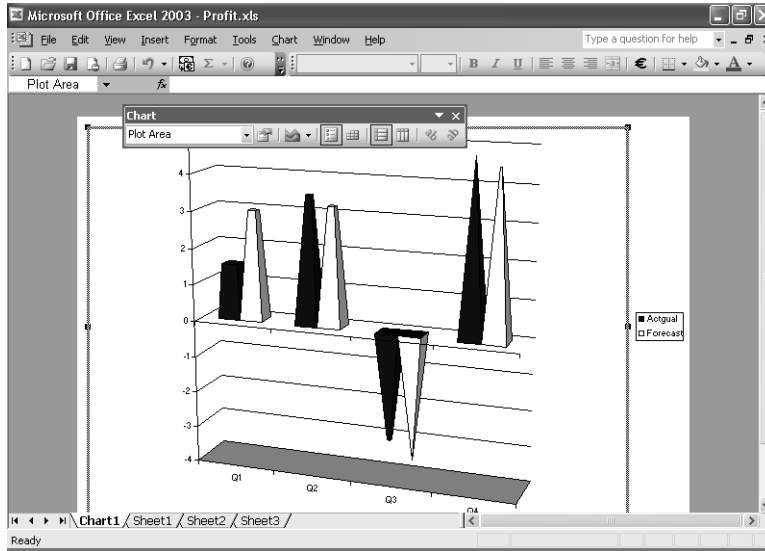 Microsoft Office Excel 2003 - Profit.xls
File Edit View Insert Format Tools Chart Window Help
Type a question for help
Σ B I U € A
Plot Area fx
Chart
Plot Area
4
3
2
1
0
-1
-2
-3
-4
Q1
Q2
Q3
Q4
Actgual
Forecast
Chart1 Sheet1 Sheet2 Sheet3
Ready